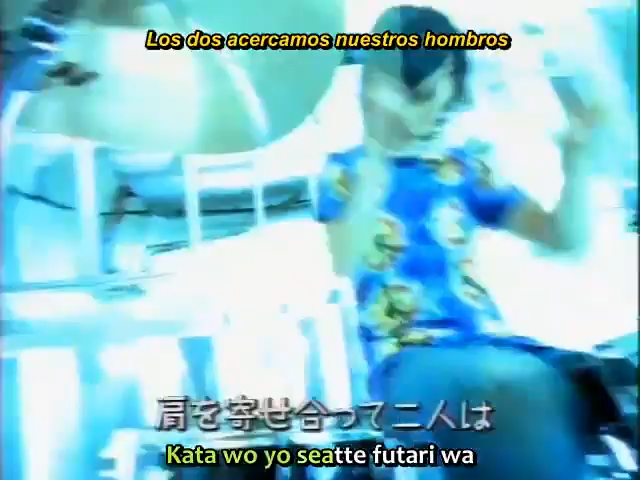 Los dos acercamos nuestros hombros
肩を寄せ合って二人は
Kata wo yo seatte futari wa